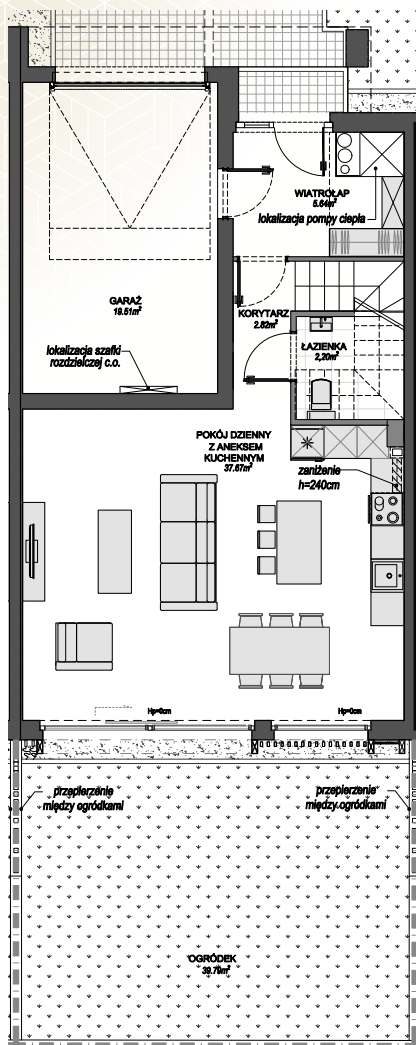 WIATROŁAP
5.64m²
lokalizacja pompy ciepła
GARAŻ
19.51m²
KORYTARZ
2.82m²
ŁAZIENKA
2,20m²
lokalizacja szafki
rozdzielczej c.o.
POKÓJ DZIENNY
Z ANEKSEM
KUCHENNYM
37.67m²
zaniżenie
h=240cm
Hp=0cm
Hp=0cm
przepierzenie
między ogródkami
przepierzenie
między ogródkami
OGRÓDEK
39.79m²